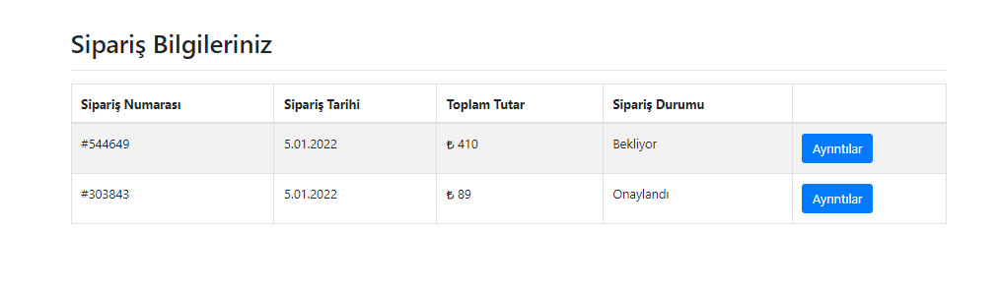 Sipariş Bilgileriniz
Sipariş Numarası Sipariş Tarihi Toplam Tutar Sipariş Durumu
#544649 5.01.2022 ₺ 410 Bekliyor Ayrıntılar
#303843 5.01.2022 ₺ 89 Onaylandı Ayrıntılar